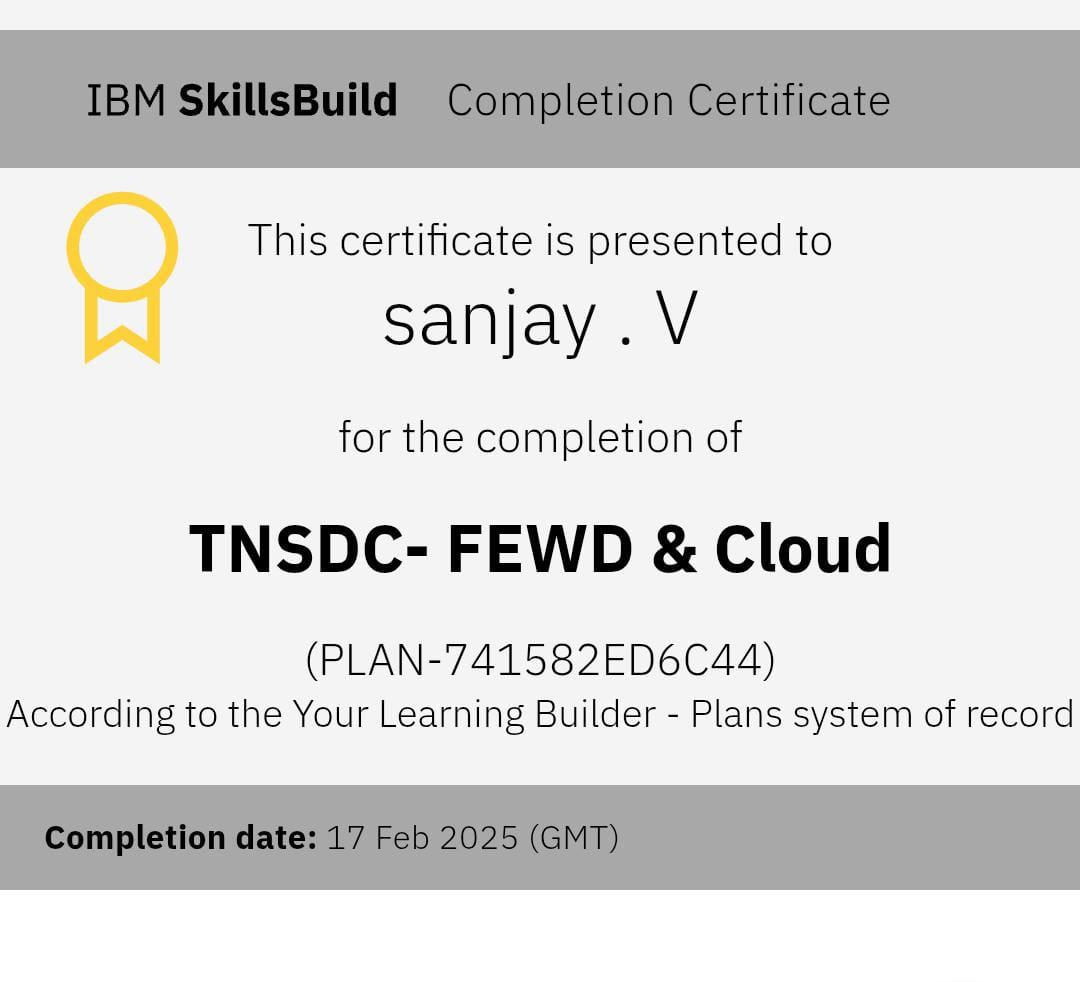 IBM SkillsBuild Completion Certificate
This certificate is presented to
sanjay . V
for the completion of
TNSDC- FEWD & Cloud
(PLAN-741582ED6C44)
According to the Your Learning Builder - Plans system of record
Completion date: 17 Feb 2025 (GMT)